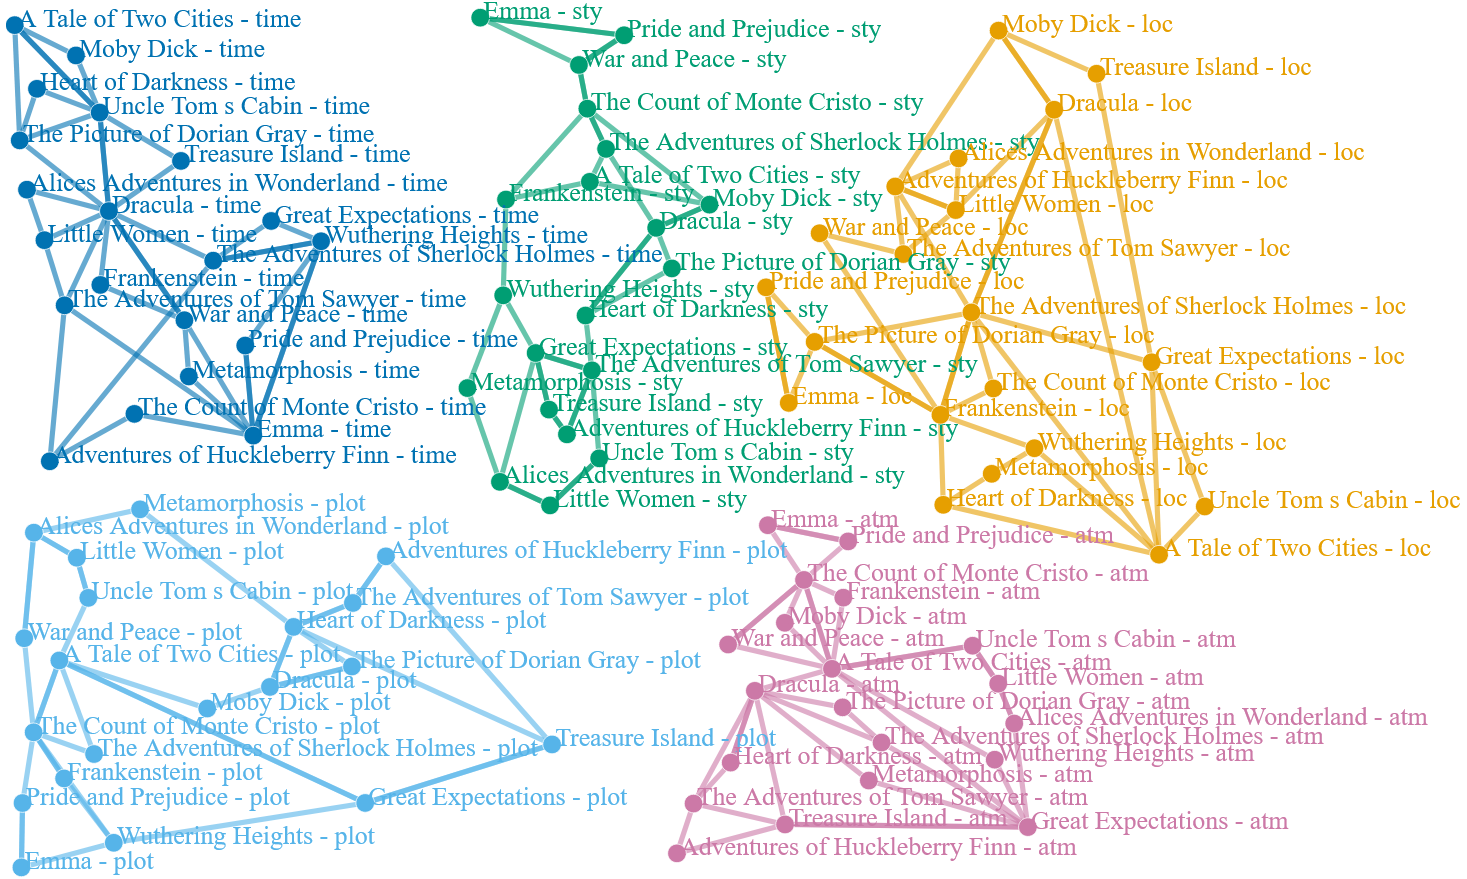 A Tale of Two Cities - time
Moby Dick - time
Heart of Darkness - time
Uncle Tom s Cabin - time
The Picture of Dorian Gray - time
Treasure Island - time
Alices Adventures in Wonderland - time
Dracula - time
Great Expectations - time
Little Women - time
Wuthering Heights - time
The Adventures of Sherlock Holmes - time
Frankenstein - time
The Adventures of Tom Sawyer - time
War and Peace - time
Pride and Prejudice - time
Metamorphosis - time
The Count of Monte Cristo - time
Emma - time
Adventures of Huckleberry Finn - time
Emma - sty
Pride and Prejudice - sty
War and Peace - sty
The Count of Monte Cristo - sty
The Adventures of Sherlock Holmes - sty
A Tale of Two Cities - sty
Frankenstein - sty
Moby Dick - sty
Dracula - sty
The Picture of Dorian Gray - sty
Wuthering Heights - sty
Heart of Darkness - sty
Great Expectations - sty
The Adventures of Tom Sawyer - sty
Metamorphosis - sty
Treasure Island - sty
Adventures of Huckleberry Finn - sty
Uncle Tom s Cabin - sty
Alices Adventures in Wonderland - sty
Little Women - sty
Moby Dick - loc
Treasure Island - loc
Dracula - loc
Alices Adventures in Wonderland - loc
Adventures of Huckleberry Finn - loc
Little Women - loc
War and Peace - loc
The Adventures of Tom Sawyer - loc
Pride and Prejudice - loc
The Adventures of Sherlock Holmes - loc
The Picture of Dorian Gray - loc
Great Expectations - loc
The Count of Monte Cristo - loc
Emma - loc
Frankenstein - loc
Wuthering Heights - loc
Metamorphosis - loc
Heart of Darkness - loc
Uncle Tom s Cabin - loc
A Tale of Two Cities - loc
Metamorphosis - plot
Alices Adventures in Wonderland - plot
Little Women - plot
Adventures of Huckleberry Finn - plot
Uncle Tom s Cabin - plot
The Adventures of Tom Sawyer - plot
Heart of Darkness - plot
War and Peace - plot
A Tale of Two Cities - plot
The Picture of Dorian Gray - plot
Dracula - plot
Moby Dick - plot
The Count of Monte Cristo - plot
Treasure Island - plot
The Adventures of Sherlock Holmes - plot
Frankenstein - plot
Pride and Prejudice - plot
Great Expectations - plot
Wuthering Heights - plot
Emma - plot
Emma - atm
Pride and Prejudice - atm
The Count of Monte Cristo - atm
Frankenstein - atm
Moby Dick - atm
War and Peace - atm
Uncle Tom s Cabin - atm
A Tale of Two Cities - atm
Little Women - atm
Dracula - atm
The Picture of Dorian Gray - atm
Alices Adventures in Wonderland - atm
The Adventures of Sherlock Holmes - atm
Wuthering Heights - atm
Heart of Darkness - atm
Metamorphosis - atm
The Adventures of Tom Sawyer - atm
Treasure Island - atm
Great Expectations - atm
Adventures of Huckleberry Finn - atm